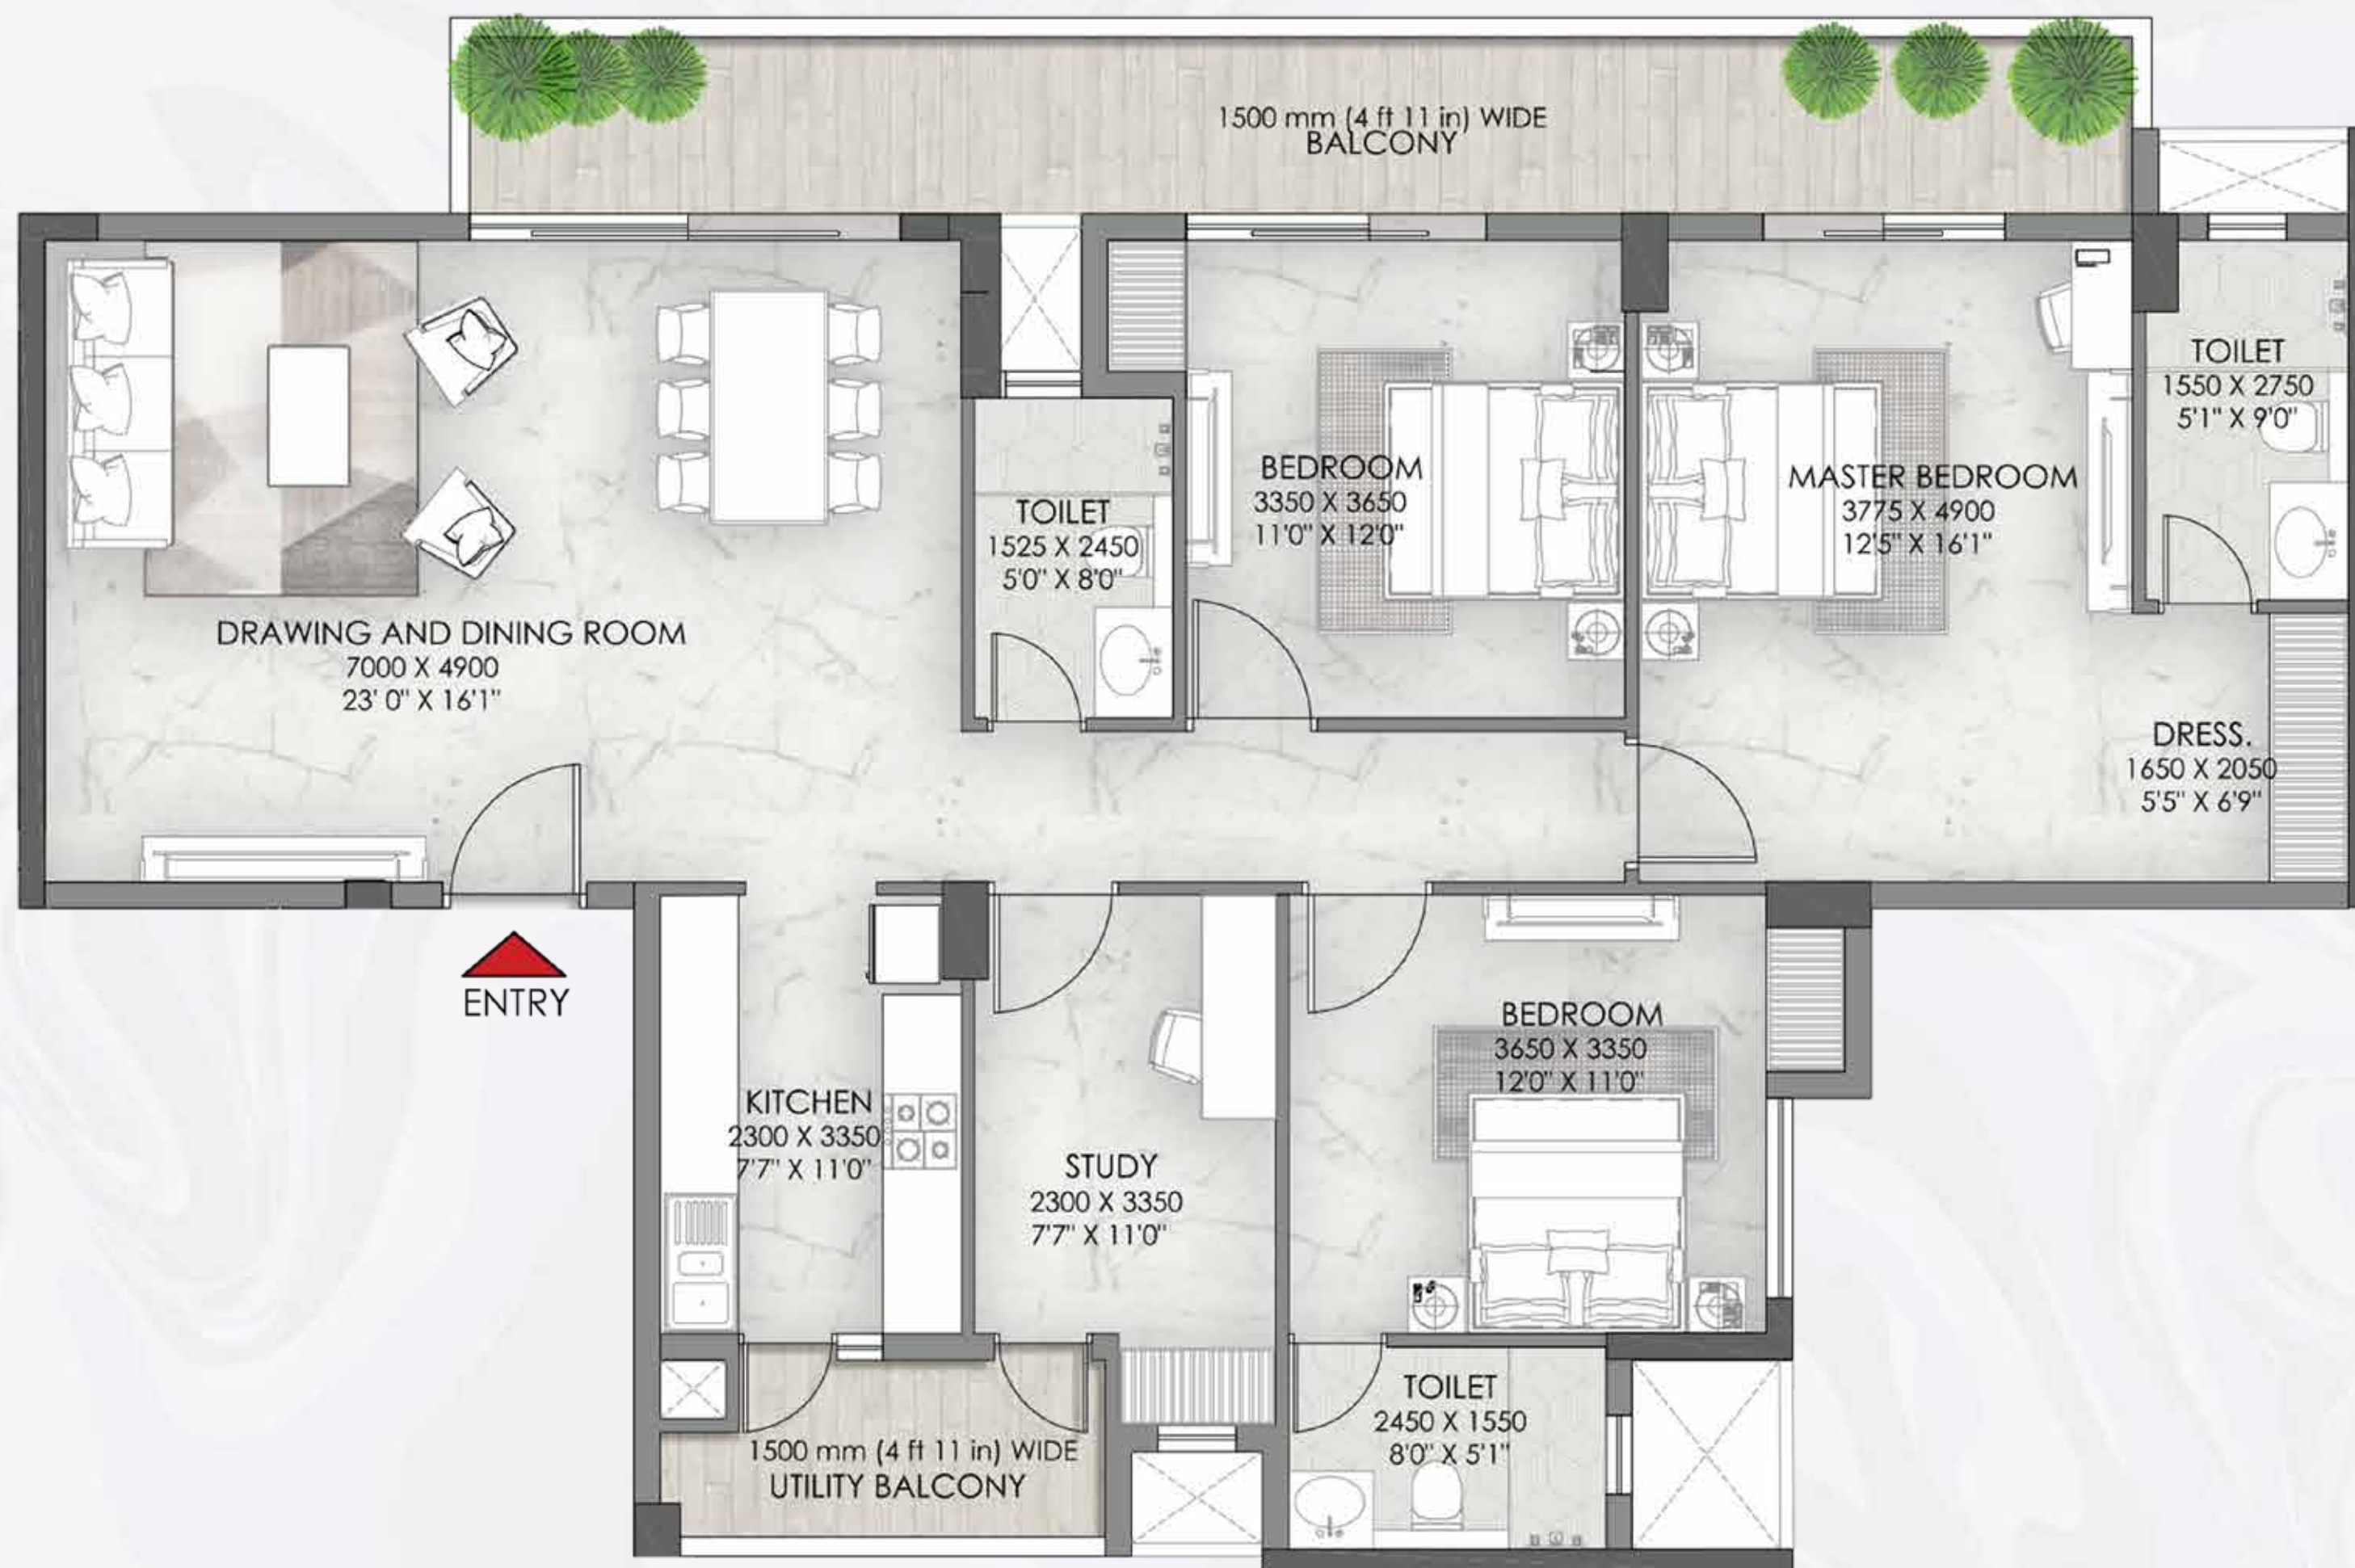 1500 mm (4 ft 11 in) WIDE
BALCONY
TOILET
1550 X 2750
5'1" X 9'0"
BEDROOM
3350 X 3650
11'0" X 12'0"
MASTER BEDROOM
3775 X 4900
12'5" X 16'1"
TOILET
1525 X 2450
5'0" X 8'0"
DRAWING AND DINING ROOM
7000 X 4900
23' 0" X 16'1"
DRESS.
1650 X 2050
5'5" X 6'9"
ENTRY
BEDROOM
3650 X 3350
12'0" X 11'0"
KITCHEN
2300 X 3350
7'7" X 11'0"
STUDY
2300 X 3350
7'7" X 11'0"
TOILET
2450 X 1550
8'0" X 5'1"
1500 mm (4 ft 11 in) WIDE
UTILITY BALCONY